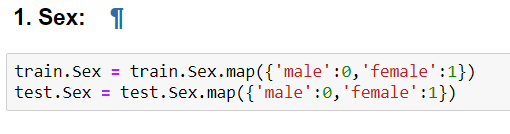 1. Sex: ¶
train.Sex = train.Sex.map({'male':0,'female':1})
test.Sex = test.Sex.map({'male':0,'female':1})